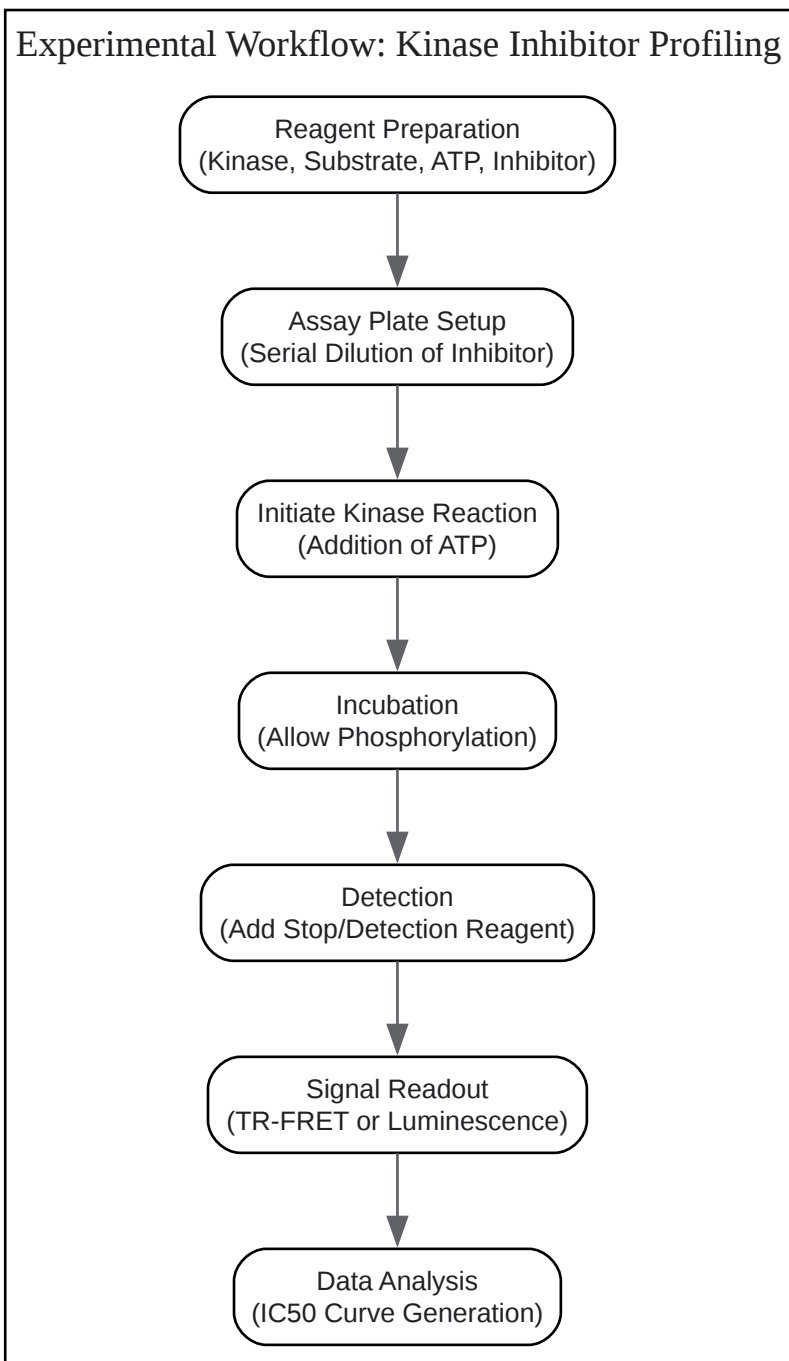 Experimental Workflow: Kinase Inhibitor Profiling
Reagent Preparation
(Kinase, Substrate, ATP, Inhibitor)
Assay Plate Setup
(Serial Dilution of Inhibitor)
Initiate Kinase Reaction
(Addition of ATP)
Incubation
(Allow Phosphorylation)
Detection
(Add Stop/Detection Reagent)
Signal Readout
(TR-FRET or Luminescence)
Data Analysis
(IC50 Curve Generation)